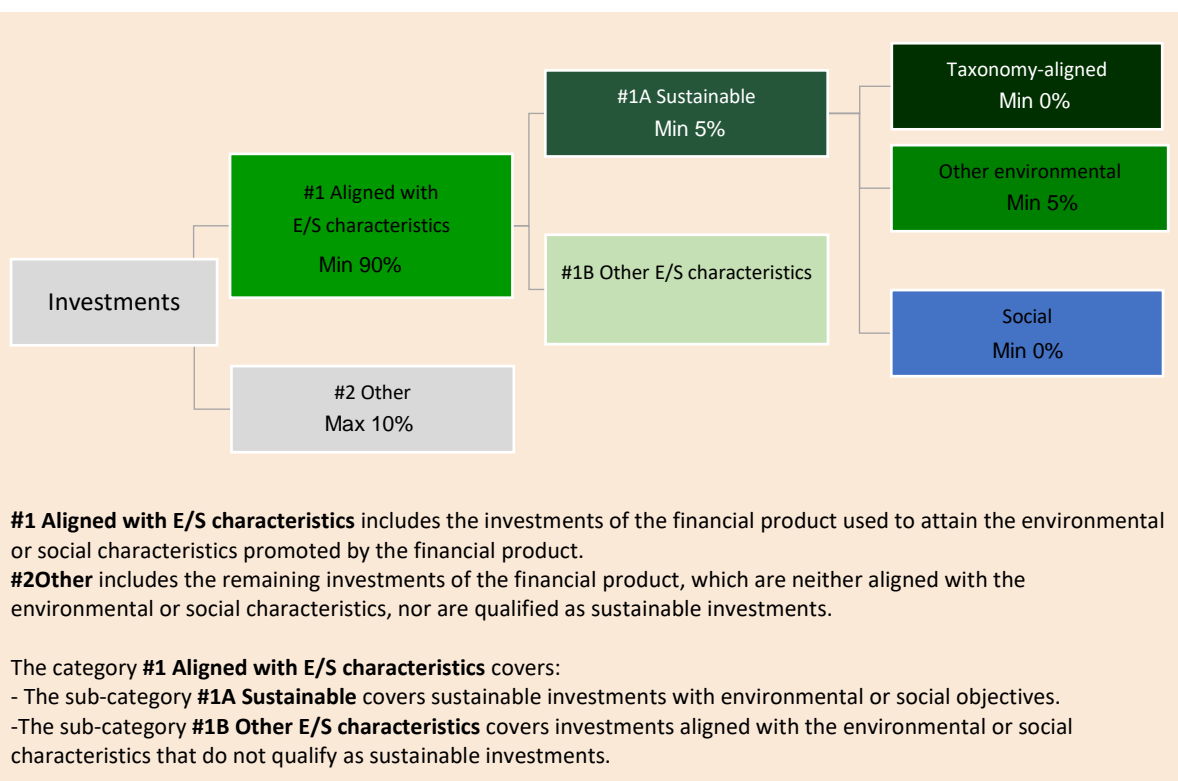 Investments
#1 Aligned with
E/S characteristics
Min 90%
#2 Other
Max 10%
#1A Sustainable
Min 5%
#1B Other E/S characteristics
Taxonomy-aligned
Min 0%
Other environmental
Min 5%
Social
Min 0%
#1 Aligned with E/S characteristics includes the investments of the financial product used to attain the environmental
or social characteristics promoted by the financial product.
#2Other includes the remaining investments of the financial product, which are neither aligned with the
environmental or social characteristics, nor are qualified as sustainable investments.
The category #1 Aligned with E/S characteristics covers:
- The sub-category #1A Sustainable covers sustainable investments with environmental or social objectives.
-The sub-category #1B Other E/S characteristics covers investments aligned with the environmental or social
characteristics that do not qualify as sustainable investments.